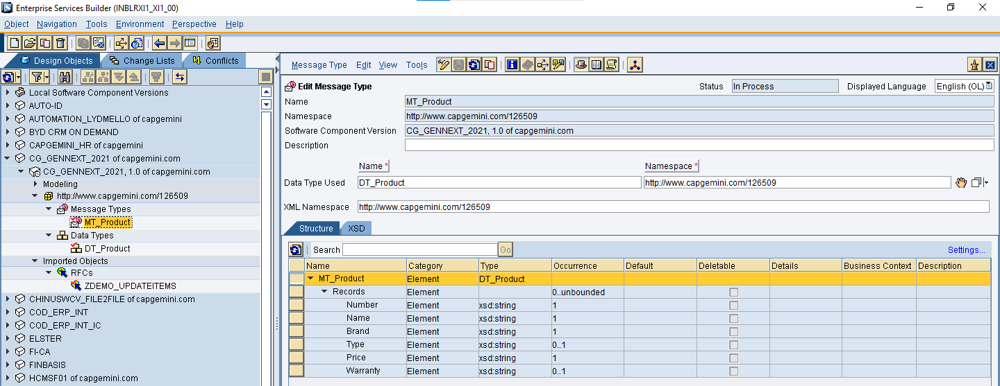 Enterprise Services Builder (INBLRXI1_XI1_00)
Object Navigation Tools Environment Perspective Help
Design Objects Change Lists Conflicts
Local Software Component Versions
AUTO-ID
AUTOMATION_LYDMELLO of capgemini
BYD CRM ON DEMAND
CAPGEMINI_HR of capgemini
CG_GENNEXT_2021 of capgemini.com
CG_GENNEXT_2021, 1.0 of capgemini.com
Modeling
http://www.capgemini.com/126509
Message Types
MT_Product
Data Types
DT_Product
Imported Objects
RFCs
ZDEMO_UPDATEITEMS
CHINUSWCV_FILE2FILE of capgemini.com
COD_ERP_INT
COD_ERP_INT_IC
ELSTER
FI-CA
FINBASIS
HCMSF01 of capgemini.com
Message Type Edit View Tools
Edit Message Type Status In Process Displayed Language English (OL)
Name MT_Product
Namespace http://www.capgemini.com/126509
Software Component Version CG_GENNEXT_2021, 1.0 of capgemini.com
Description
Name * Namespace *
Data Type Used DT_Product http://www.capgemini.com/126509
XML Namespace http://www.capgemini.com/126509
Structure XSD
Search Go Settings...
Name Category Type Occurrence Default Deletable Details Business Context Description
MT_Product Element DT_Product
Records Element 0..unbounded
Number Element xsd:string 1
Name Element xsd:string 1
Brand Element xsd:string 1
Type Element xsd:string 0..1
Price Element xsd:string 1
Warranty Element xsd:string 0..1